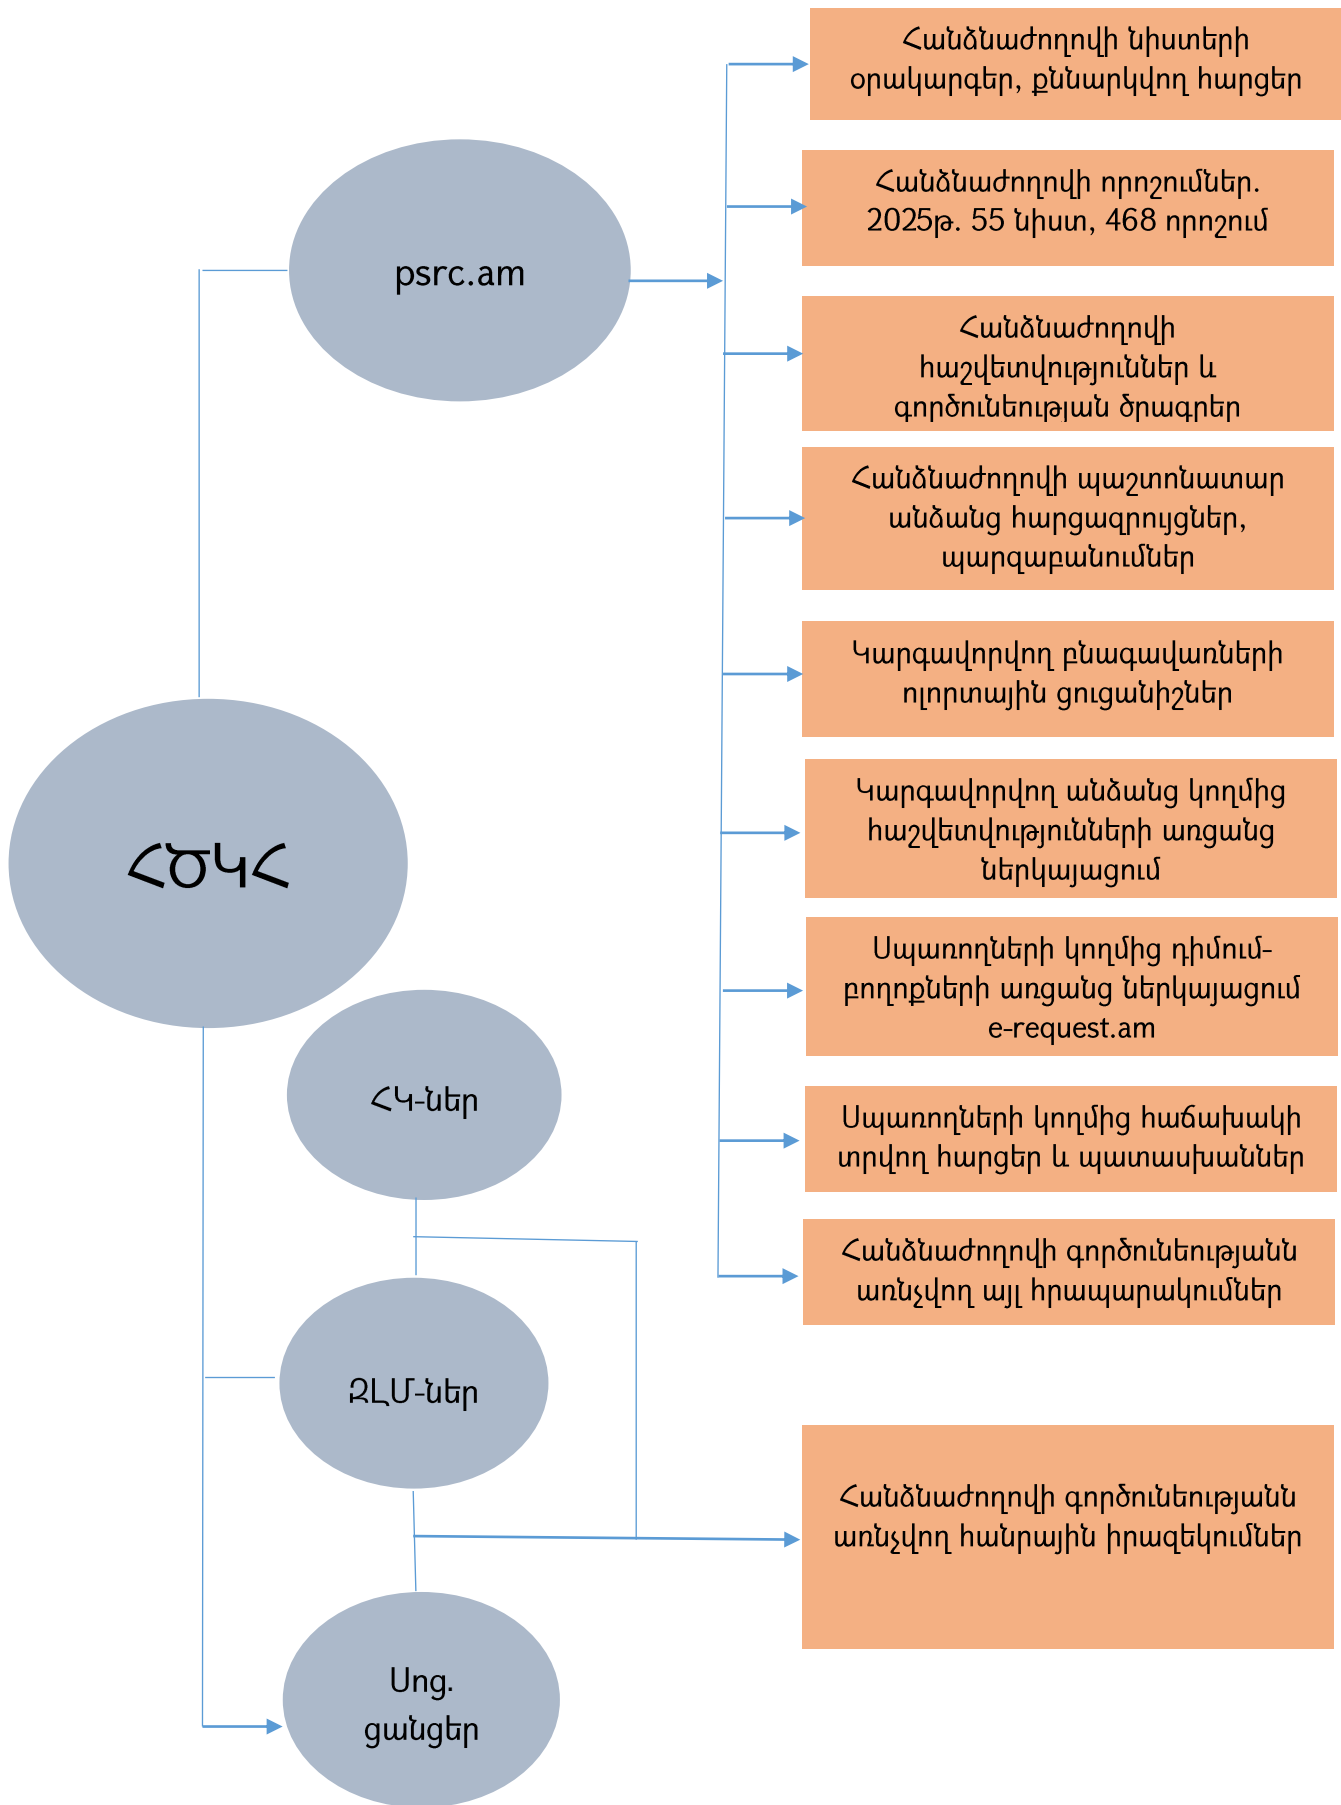 Հանձնաժողովի նիստերի
օրակարգեր, քննարկվող հարցեր
Հանձնաժողովի որոշումներ.
2025թ. 55 նիստ, 468 որոշում
psrc.am
Հանձնաժողովի
հաշվետվություններ և
գործունեության ծրագրեր
Հանձնաժողովի պաշտոնատար
անձանց հարցազրույցներ,
պարզաբանումներ
Կարգավորվող բնագավառների
ոլորտային ցուցանիշներ
Կարգավորվող անձանց կողմից
հաշվետվությունների առցանց
ներկայացում
ՀԾԿՀ
Սպառողների կողմից դիմում-
բողոքների առցանց ներկայացում
e-request.am
ՀԿ-ներ
Սպառողների կողմից հաճախակի
տրվող հարցեր և պատասխաններ
Հանձնաժողովի գործունեությանն
առնչվող այլ հրապարակումներ
ԶԼՄ-ներ
Հանձնաժողովի գործունեությանն
առնչվող հանրային իրազեկումներ
Սոց.
ցանցեր